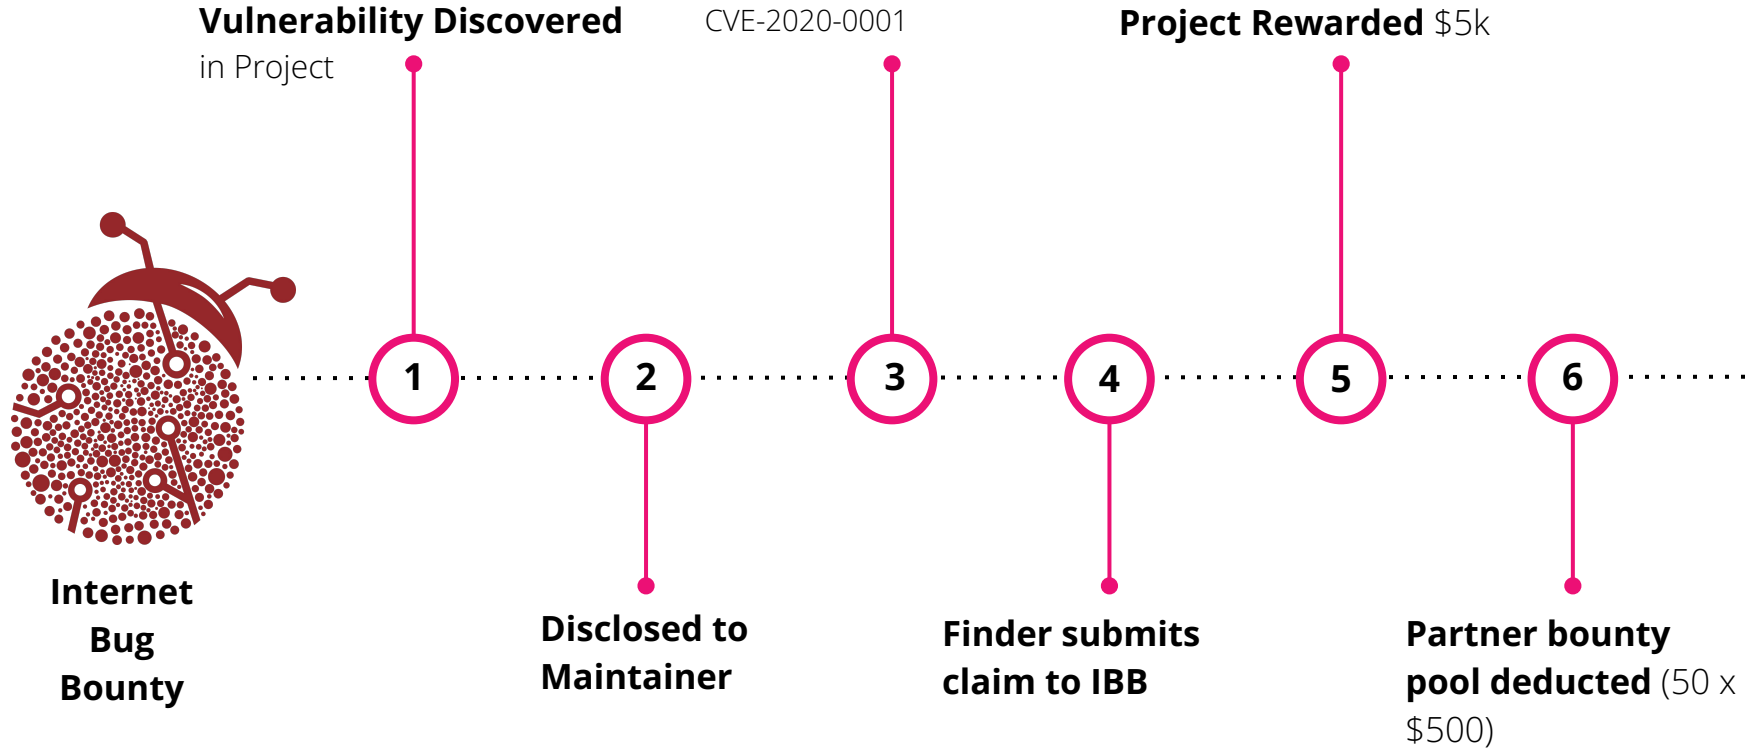 Vulnerability Discovered
in Project
CVE-2020-0001
Project Rewarded $5k
1
2
3
4
5
6
Internet
Bug
Bounty
Disclosed to
Maintainer
Finder submits
claim to IBB
Partner bounty
pool deducted (50 x
$500)